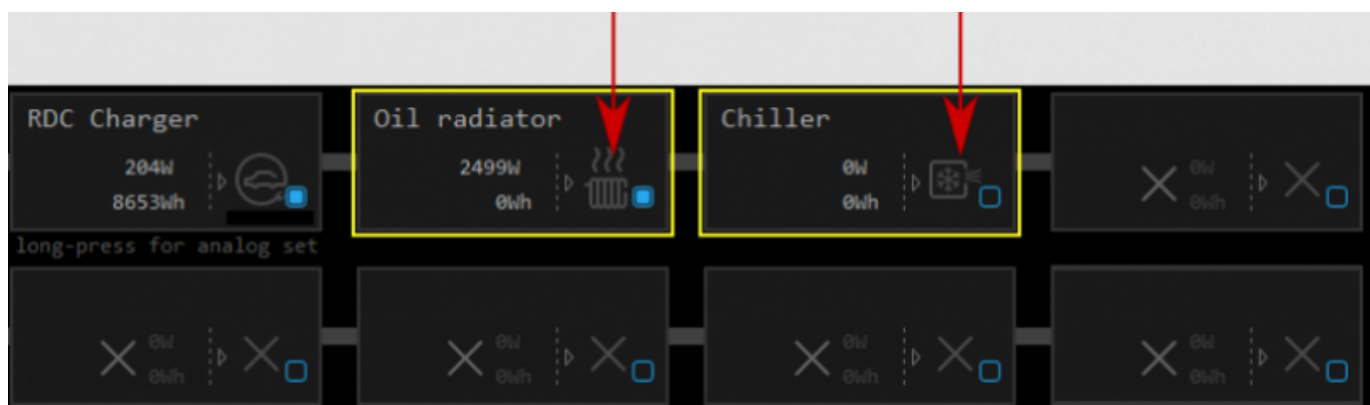 RDC Charger
204W
8653Wh
long-press for analog set
Oil radiator
2499W
0Wh
Chiller
0W
0Wh
0W
0Wh
0W
0Wh
0W
0Wh
0W
0Wh
0W
0Wh